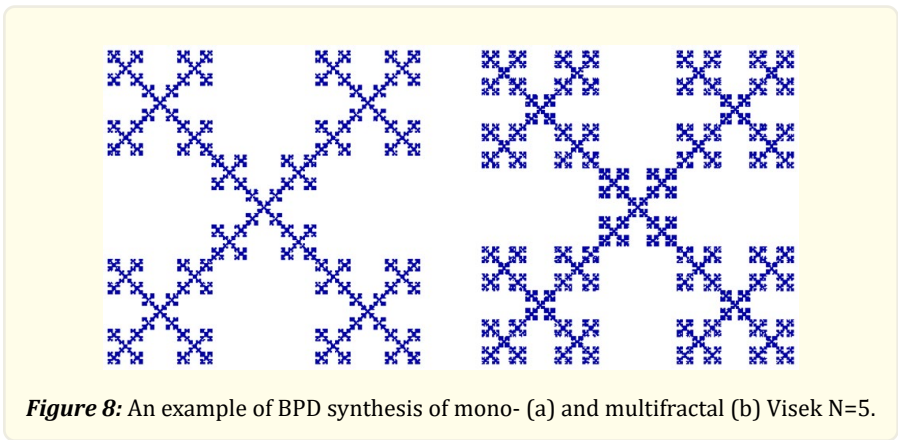 Figure 8: An example of BPD synthesis of mono- (a) and multifractal (b) Visek N=5.